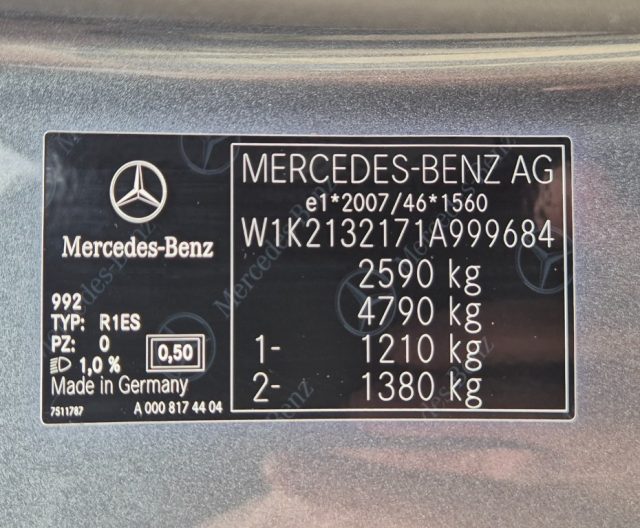 Mercedes-Benz
992
TYP: R1ES
PZ: 0
1,0 %
0,50
Made in Germany
7511787
A 000 817 44 04
MERCEDES-BENZ AG
e1*2007/46*1560
W1K2132171A999684
2590 kg
4790 kg
1- 1210 kg
2- 1380 kg